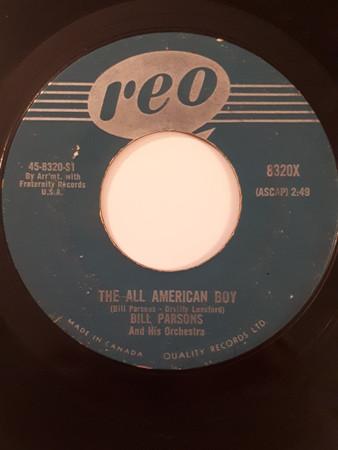 reo
45-8320-S1
By Arr'mt. with
Fraternity Records
U.S.A.
8320X
(ASCAP) 2:49
THE ALL AMERICAN BOY
(Bill Parsons - Orville Lunsford)
BILL PARSONS
And His Orchestra
MADE IN CANADA QUALITY RECORDS LTD.